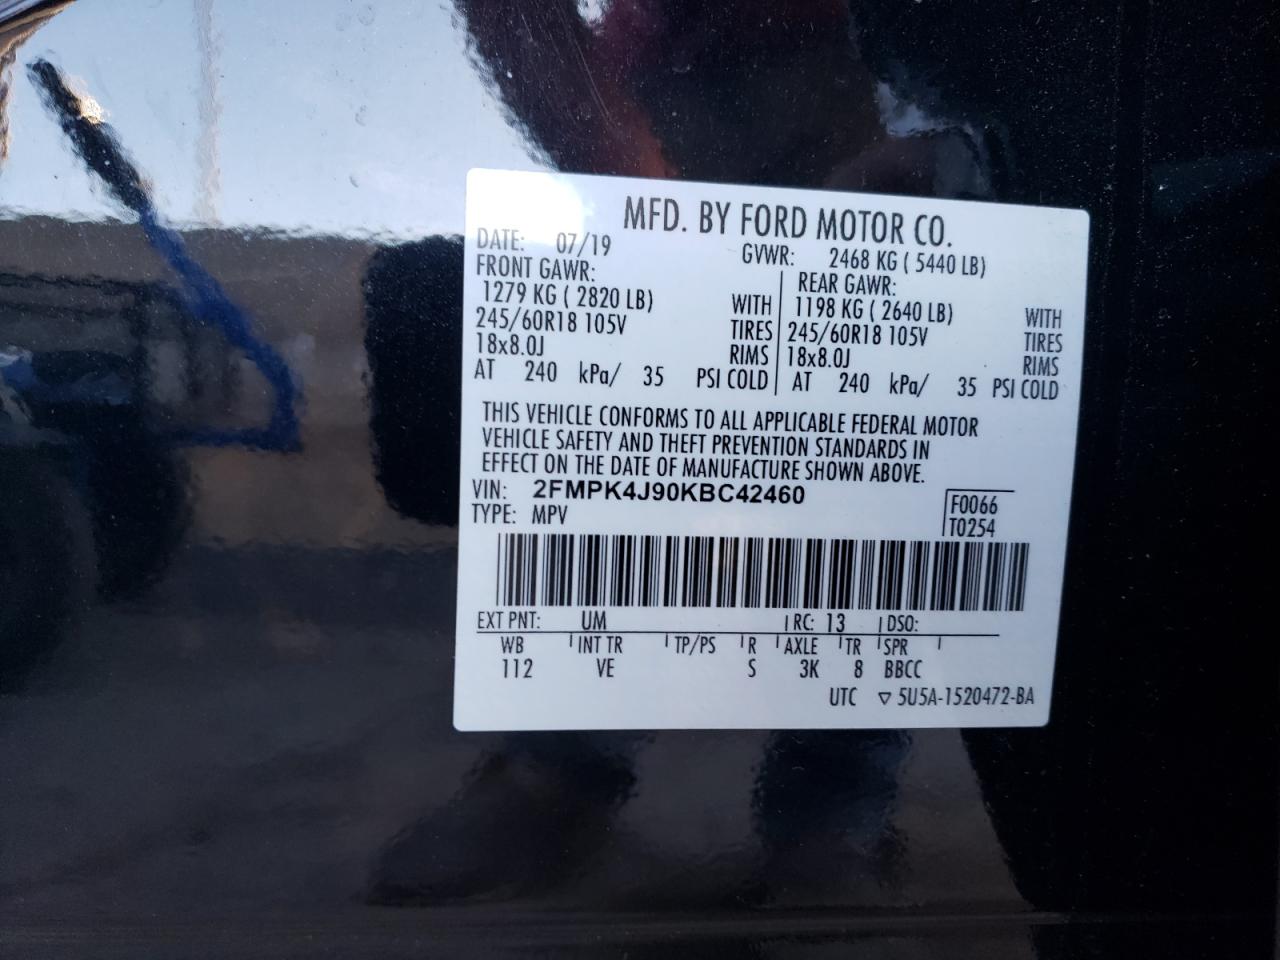 MFD. BY FORD MOTOR CO.
DATE: 07/19 GVWR: 2468 KG ( 5440 LB)
FRONT GAWR: REAR GAWR:
1279 KG ( 2820 LB) WITH 1198 KG ( 2640 LB) WITH
245/60R18 105V TIRES 245/60R18 105V TIRES
18x8.0J RIMS 18x8.0J RIMS
AT 240 kPa/ 35 PSI COLD AT 240 kPa/ 35 PSI COLD
THIS VEHICLE CONFORMS TO ALL APPLICABLE FEDERAL MOTOR
VEHICLE SAFETY AND THEFT PREVENTION STANDARDS IN
EFFECT ON THE DATE OF MANUFACTURE SHOWN ABOVE.
VIN: 2FMPK4J90KBC42460 F0066
TYPE: MPV T0254
EXT PNT: UM RC: 13 DSO:
WB INT TR TP/PS R AXLE TR SPR
112 VE S 3K 8 BBCC
UTC ▽ 5U5A-1520472-BA